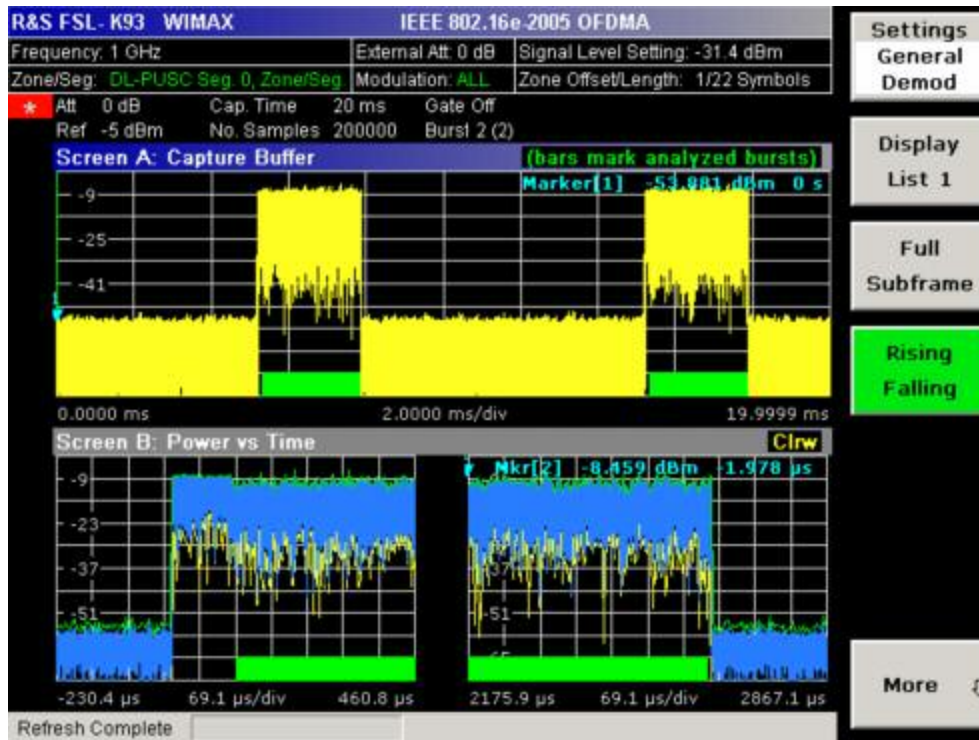 R&S FSL-K93 WIMAX IEEE 802.16e-2005 OFDMA
Frequency: 1 GHz External Att: 0 dB Signal Level Setting: -31.4 dBm
Zone/Seg: DL-PUSC Seg. 0, Zone/Seg Modulation: ALL Zone Offset/Length: 1/22 Symbols
* Att 0 dB Cap. Time 20 ms Gate Off
Ref -5 dBm No. Samples 200000 Burst 2 (2)
Screen A: Capture Buffer (bars mark analyzed bursts)
Marker[1] -53.881 dBm 0 s
-9
-25
-41
0.0000 ms 2.0000 ms/div 19.9999 ms
Screen B: Power vs Time Clrw
Mkr[2] -8.459 dBm -1.978 µs
-9
-23
-37
-51
-51
-230.4 µs 69.1 µs/div 460.8 µs 2175.9 µs 69.1 µs/div 2867.1 µs
Refresh Complete
Settings
General
Demod
Display
List 1
Full
Subframe
Rising
Falling
More